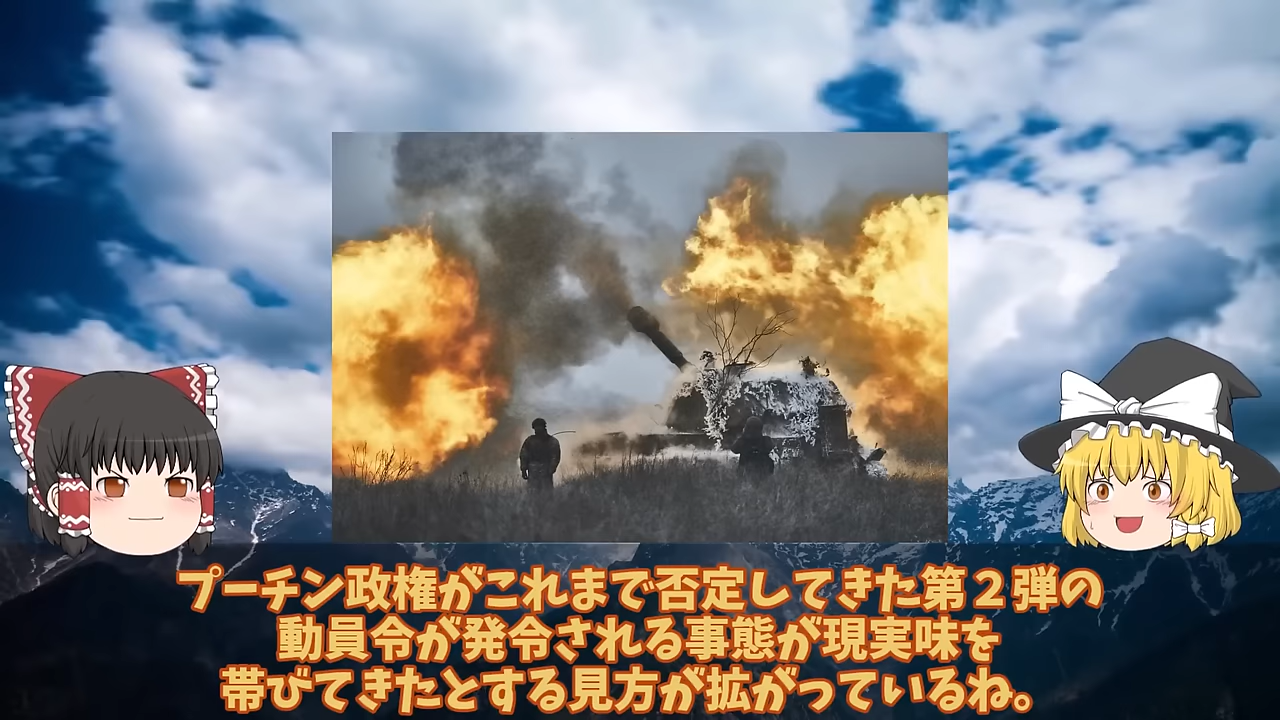 プーチン政権がこれまで否定してきた第２弾の
動員令が発令される事態が現実味を
帯びてきたとする見方が拡がっているね。